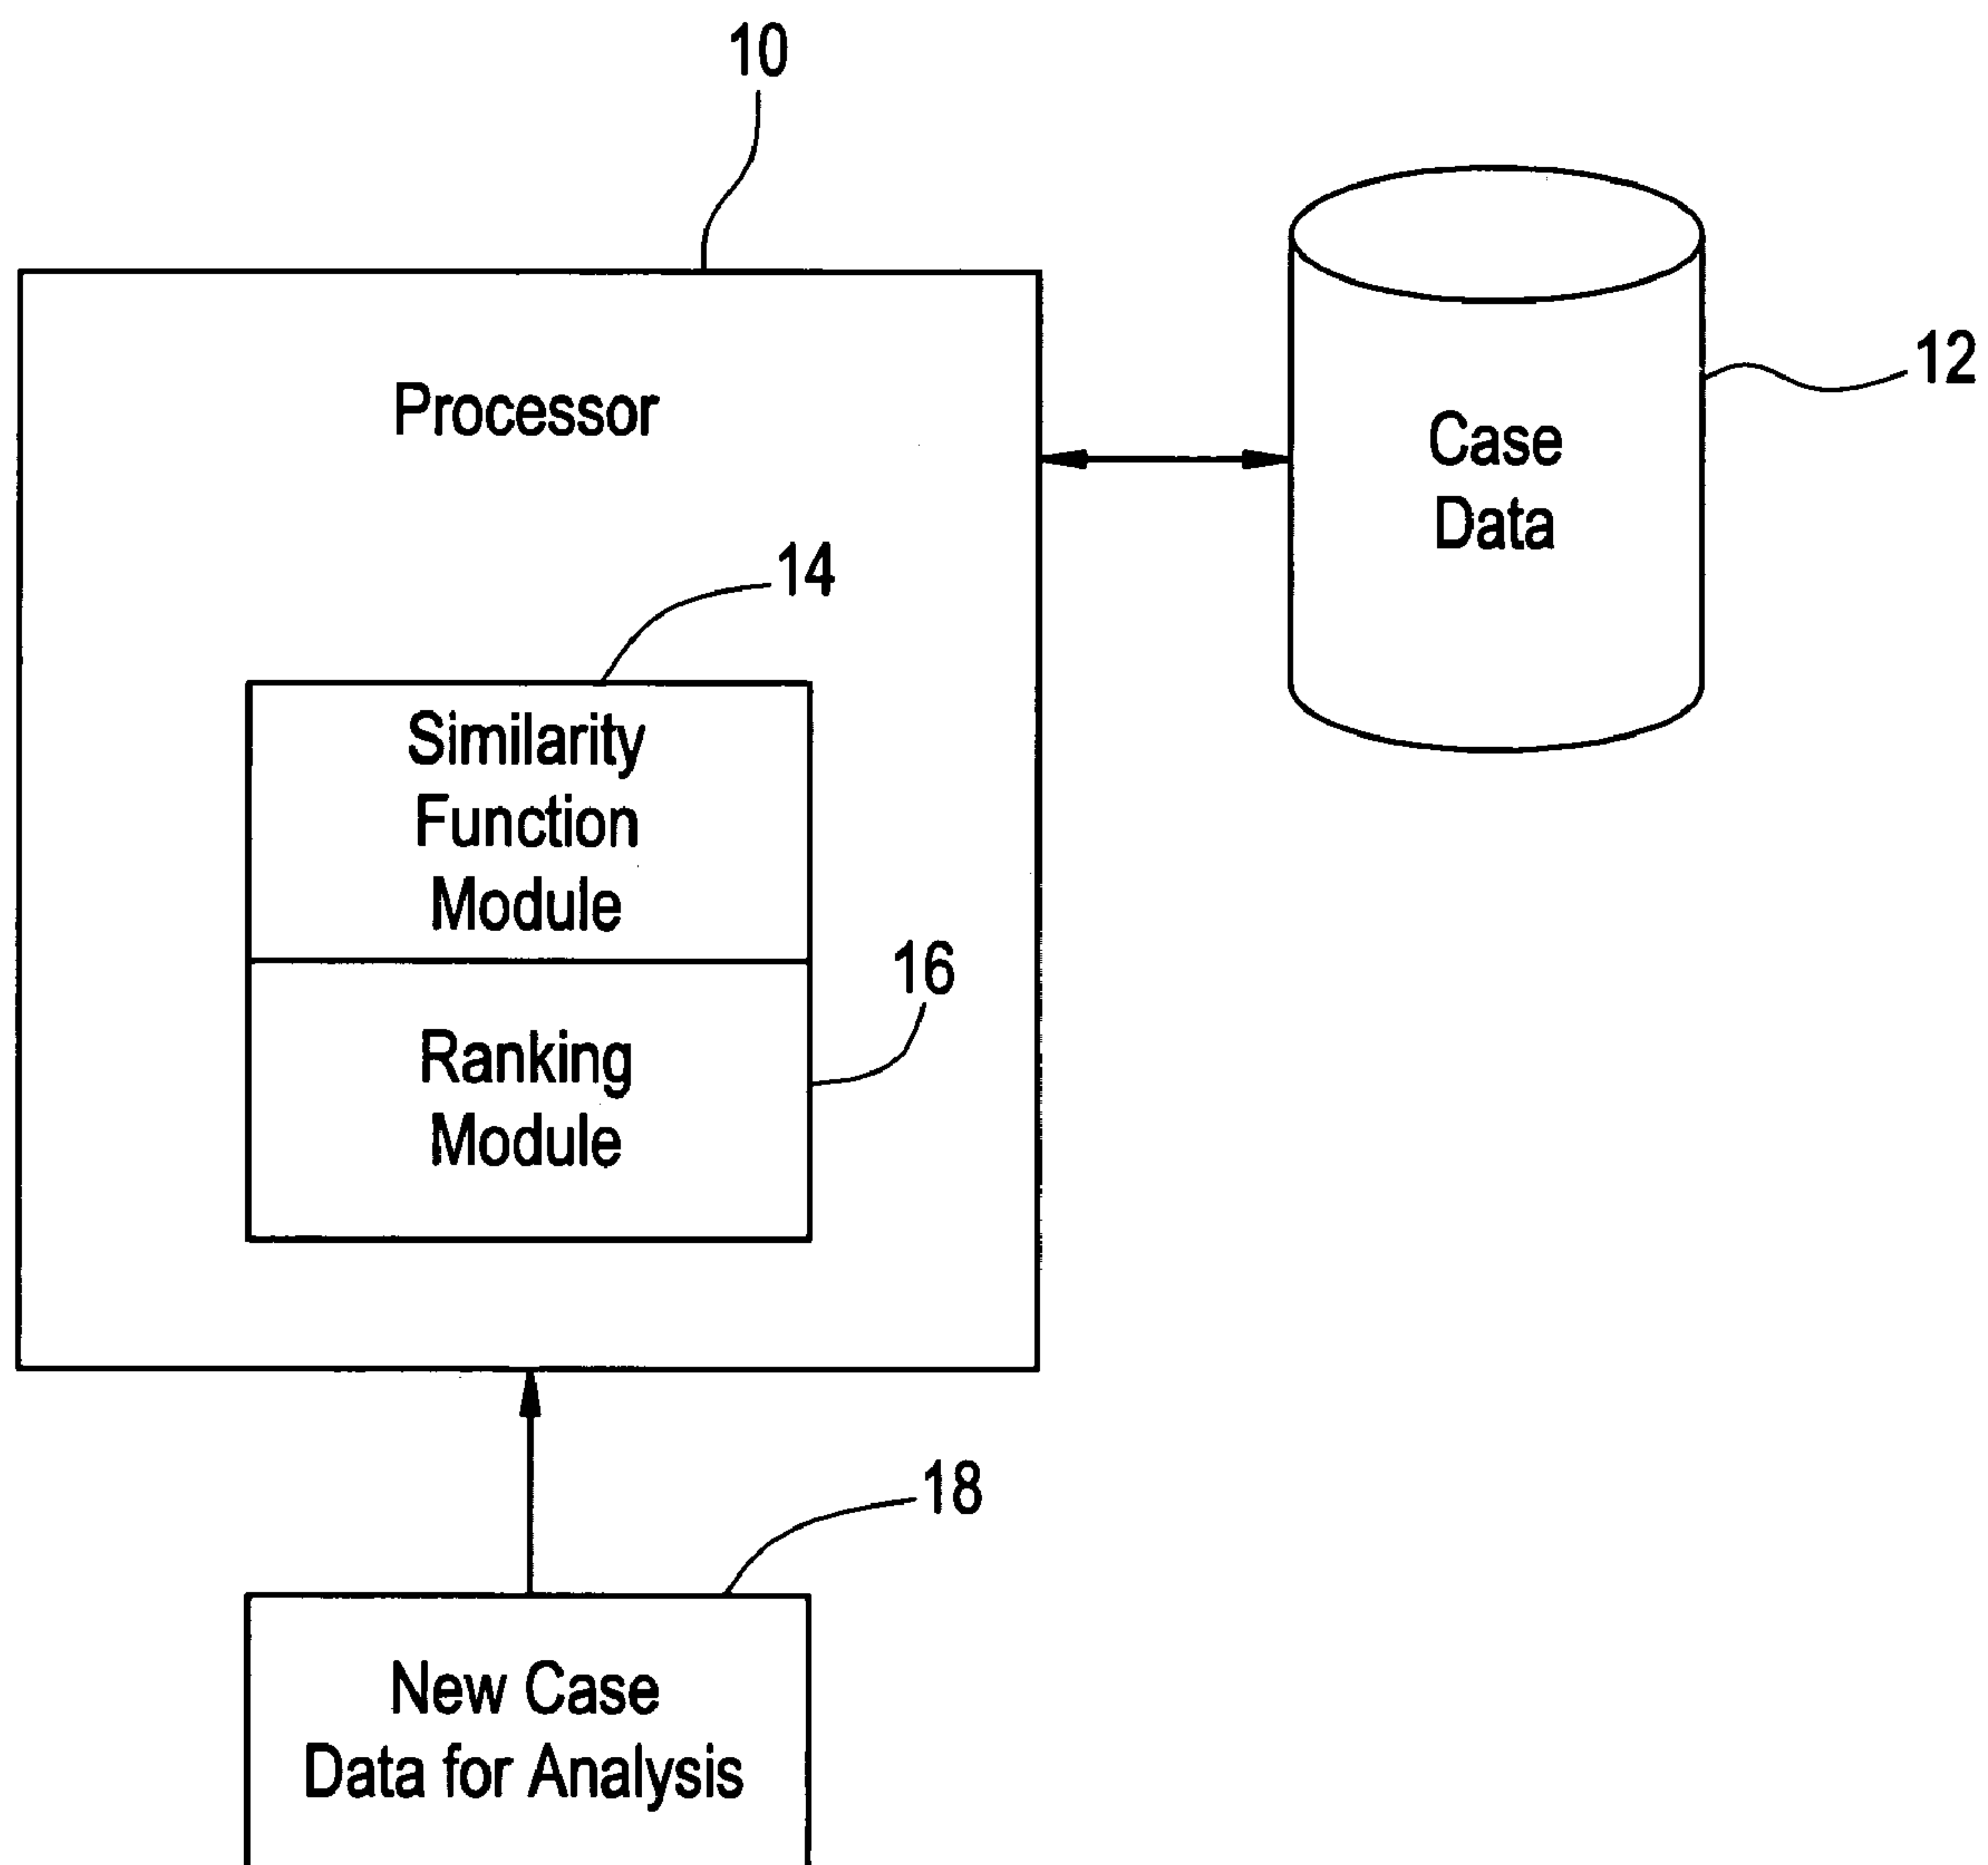 10
Processor
12
Case
Data
14
Similarity
Function
Module
16
Ranking
Module
18
New Case
Data for Analysis